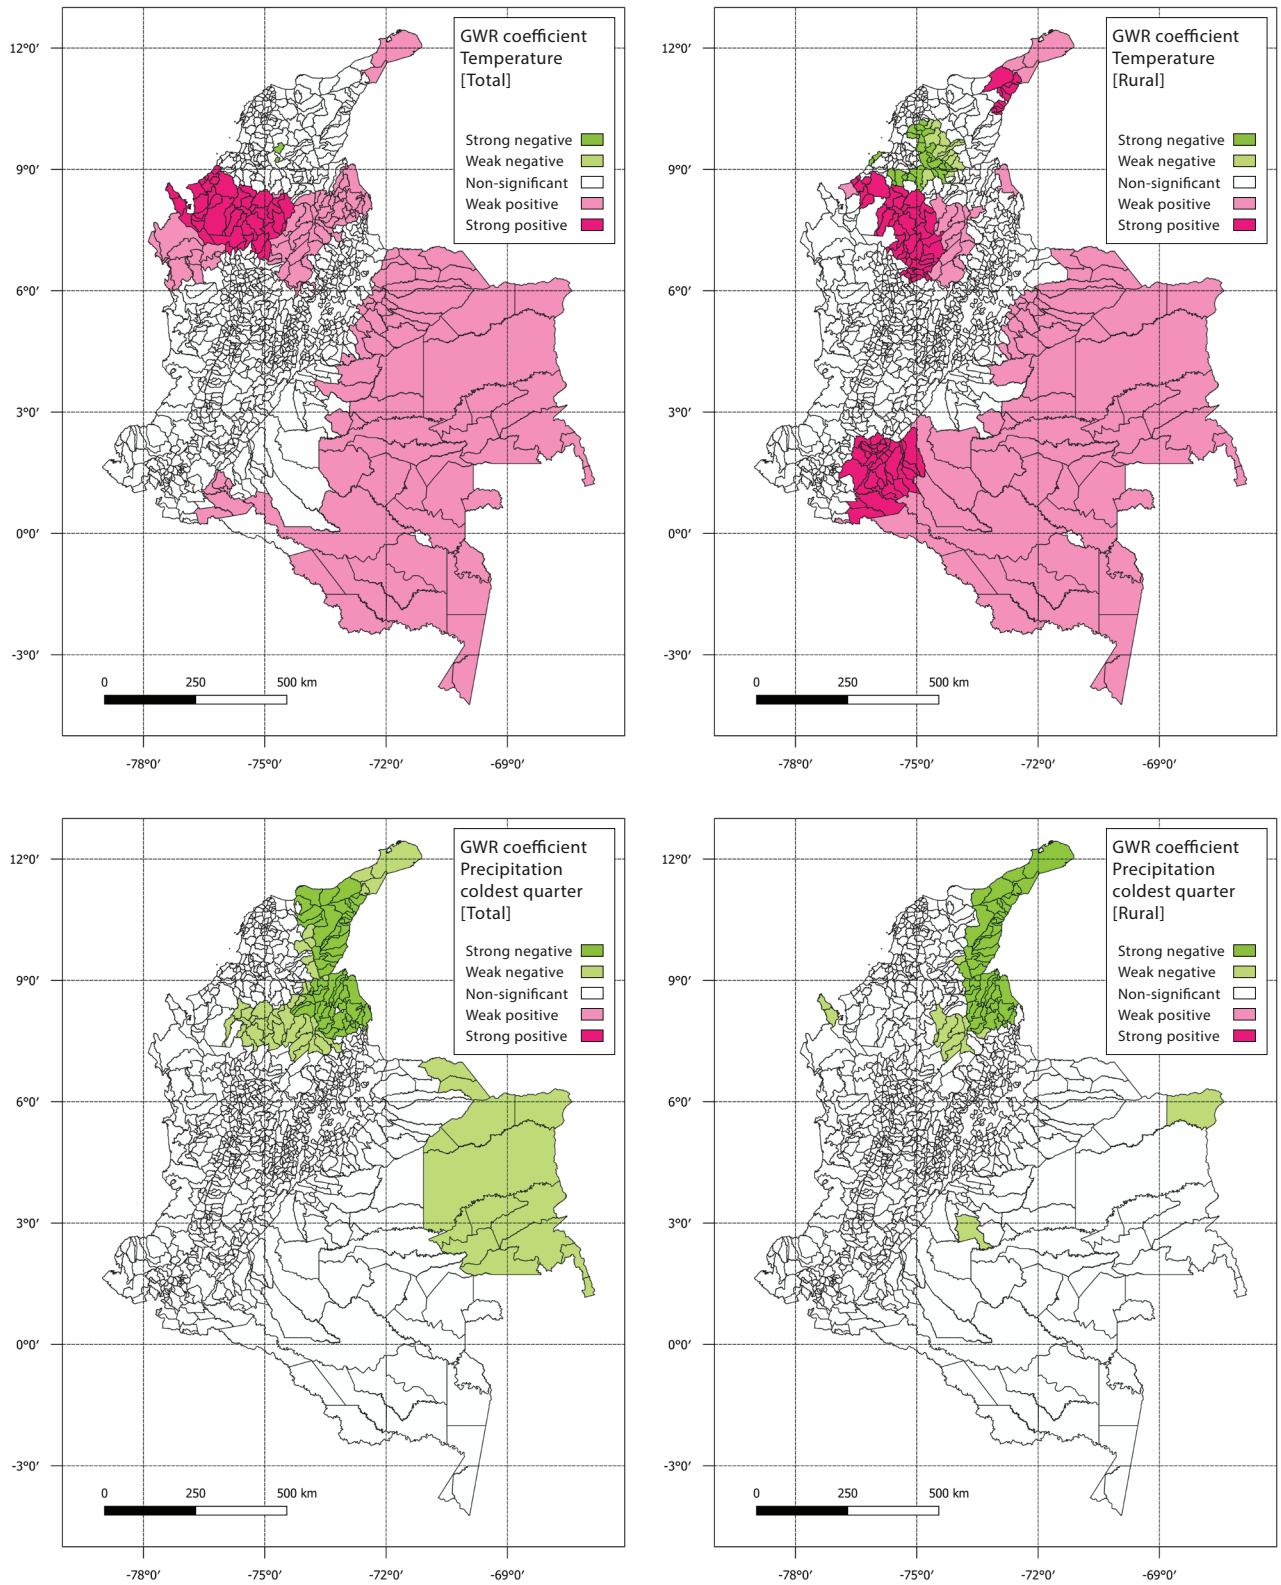 GWR coefficient
Temperature
[Total]
Strong negative
Weak negative
Non-significant
Weak positive
Strong positive
12°0′
9°0′
6°0′
3°0′
0°0′
-3°0′
0 250 500 km
-78°0′ -75°0′ -72°0′ -69°0′
GWR coefficient
Temperature
[Rural]
Strong negative
Weak negative
Non-significant
Weak positive
Strong positive
12°0′
9°0′
6°0′
3°0′
0°0′
-3°0′
0 250 500 km
-78°0′ -75°0′ -72°0′ -69°0′
GWR coefficient
Precipitation
coldest quarter
[Total]
Strong negative
Weak negative
Non-significant
Weak positive
Strong positive
12°0′
9°0′
6°0′
3°0′
0°0′
-3°0′
0 250 500 km
-78°0′ -75°0′ -72°0′ -69°0′
GWR coefficient
Precipitation
coldest quarter
[Rural]
Strong negative
Weak negative
Non-significant
Weak positive
Strong positive
12°0′
9°0′
6°0′
3°0′
0°0′
-3°0′
0 250 500 km
-78°0′ -75°0′ -72°0′ -69°0′